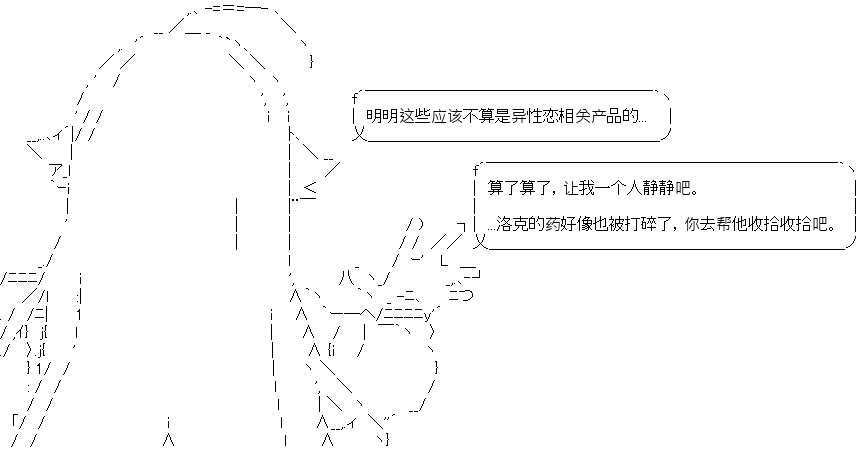 明明这些应该不算是异性恋相关产品的…
算了算了，让我一个人静静吧。
…洛克的药好像也被打碎了，你去帮他收拾收拾吧。